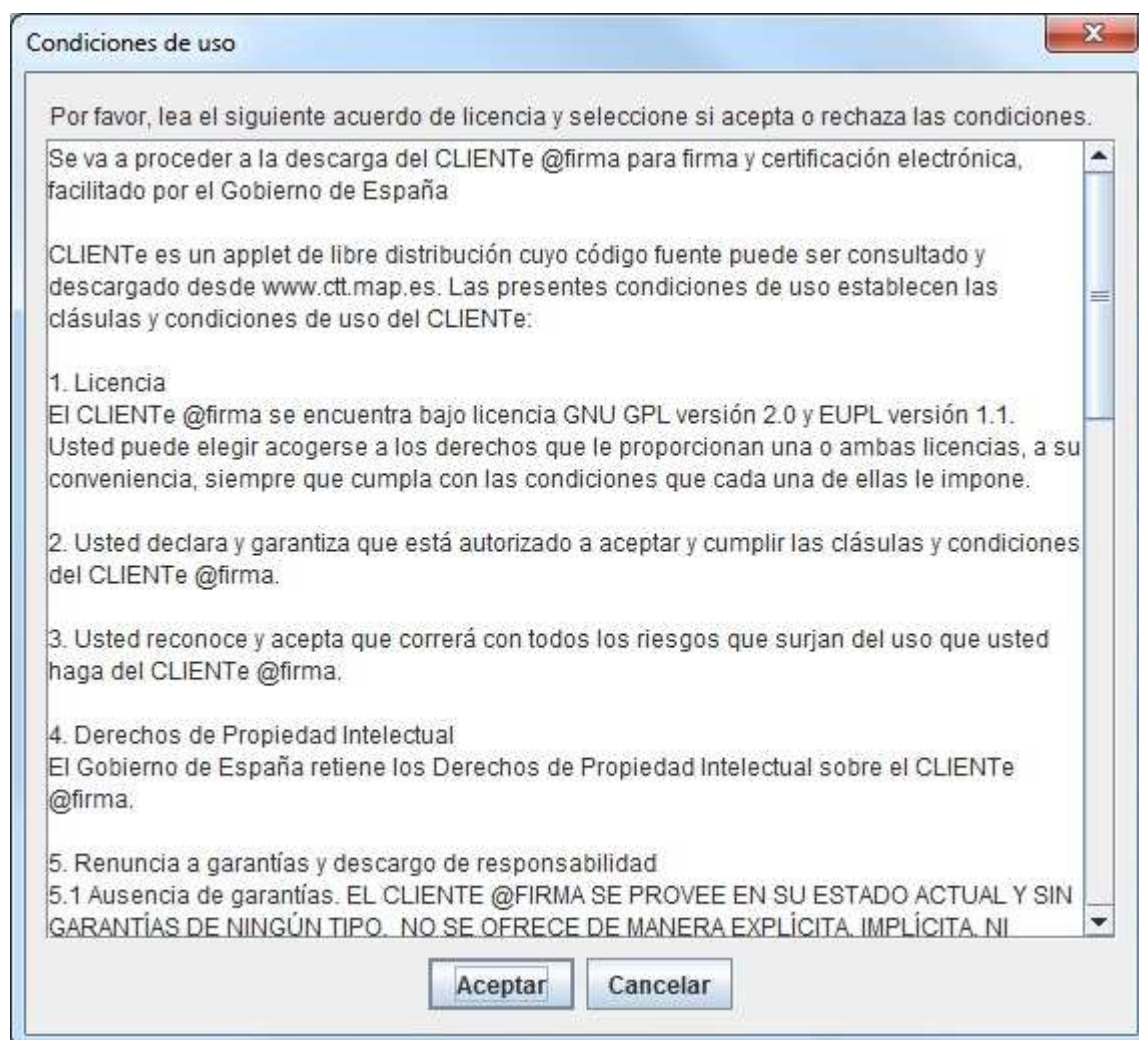 Condiciones de uso
Por favor, lea el siguiente acuerdo de licencia y seleccione si acepta o rechaza las condiciones.
Se va a proceder a la descarga del CLIENTe @firma para firma y certificación electrónica,
facilitado por el Gobierno de España
CLIENTe es un applet de libre distribución cuyo código fuente puede ser consultado y
descargado desde www.ctt.map.es. Las presentes condiciones de uso establecen las
clásulas y condiciones de uso del CLIENTe:
1. Licencia
El CLIENTe @firma se encuentra bajo licencia GNU GPL versión 2.0 y EUPL versión 1.1.
Usted puede elegir acogerse a los derechos que le proporcionan una o ambas licencias, a su
conveniencia, siempre que cumpla con las condiciones que cada una de ellas le impone.
2. Usted declara y garantiza que está autorizado a aceptar y cumplir las clásulas y condiciones
del CLIENTe @firma.
3. Usted reconoce y acepta que correrá con todos los riesgos que surjan del uso que usted
haga del CLIENTe @firma.
4. Derechos de Propiedad Intelectual
El Gobierno de España retiene los Derechos de Propiedad Intelectual sobre el CLIENTe
@firma.
5. Renuncia a garantías y descargo de responsabilidad
5.1 Ausencia de garantías. EL CLIENTE @FIRMA SE PROVEE EN SU ESTADO ACTUAL Y SIN
GARANTÍAS DE NINGÚN TIPO. NO SE OFRECE DE MANERA EXPLÍCITA, IMPLÍCITA, NI
Aceptar
Cancelar